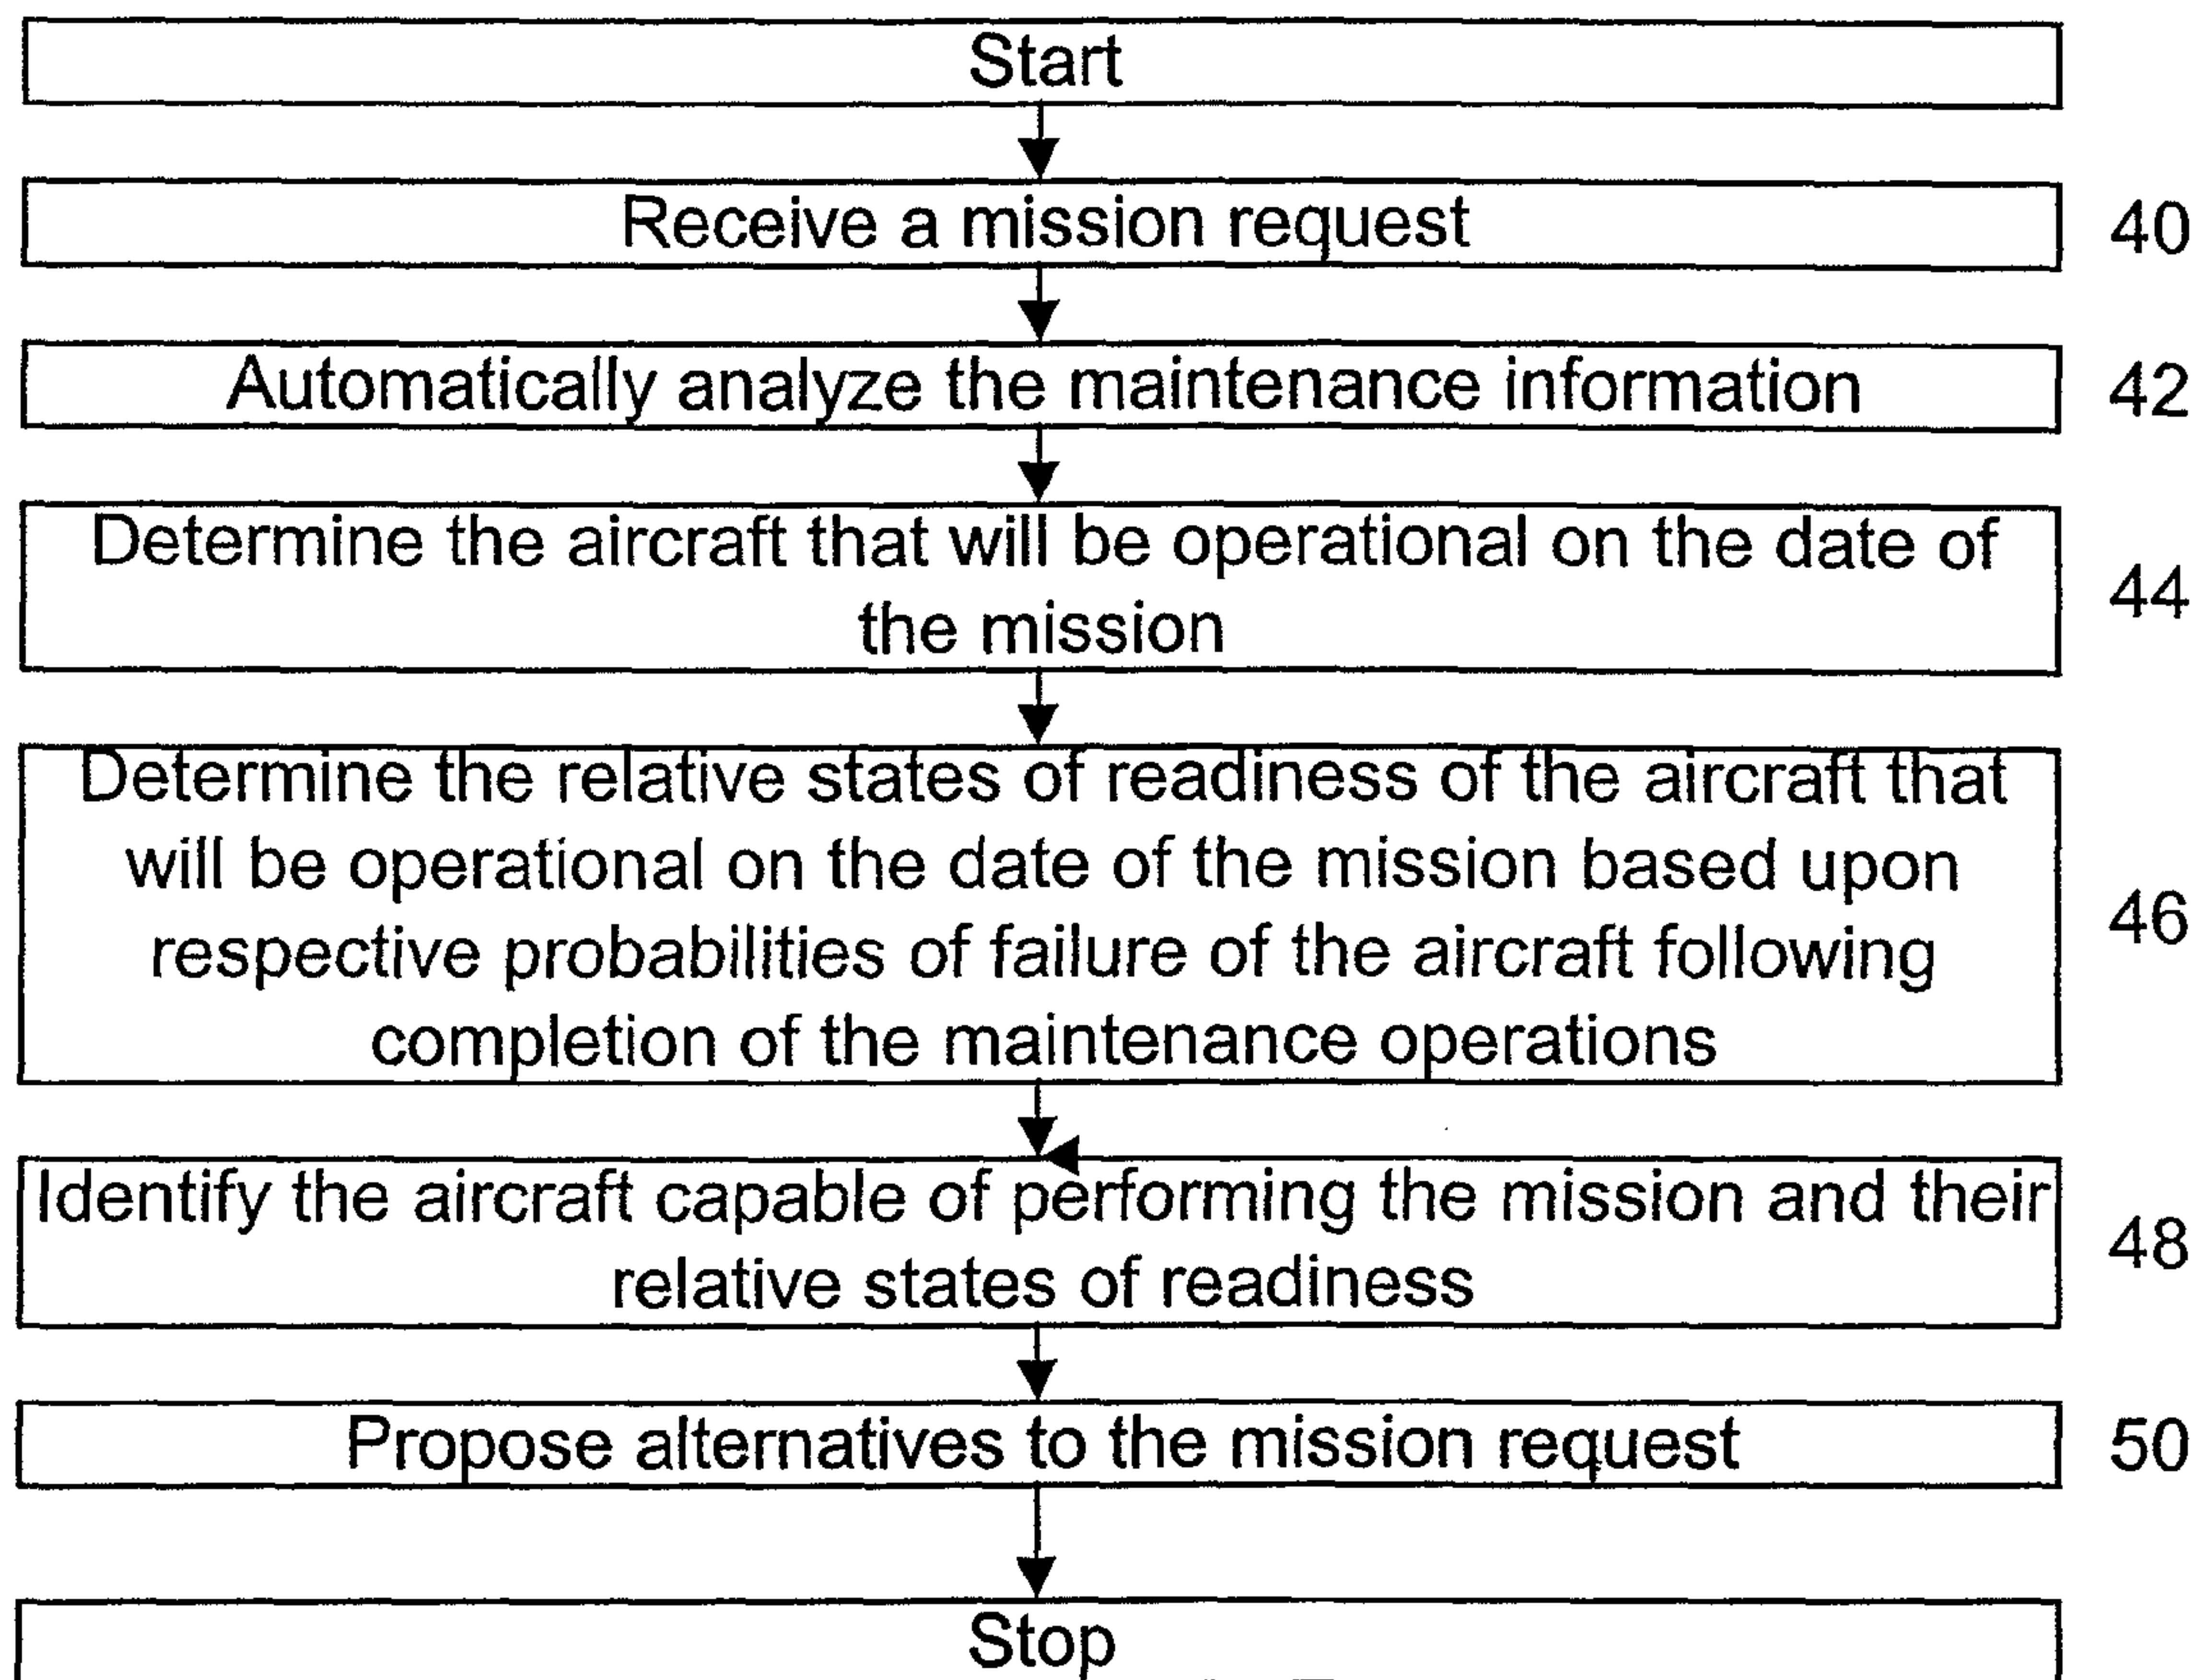 Start
Receive a mission request
40
Automatically analyze the maintenance information
42
Determine the aircraft that will be operational on the date of
the mission
44
Determine the relative states of readiness of the aircraft that
will be operational on the date of the mission based upon
respective probabilities of failure of the aircraft following
completion of the maintenance operations
46
Identify the aircraft capable of performing the mission and their
relative states of readiness
48
Propose alternatives to the mission request
50
Stop